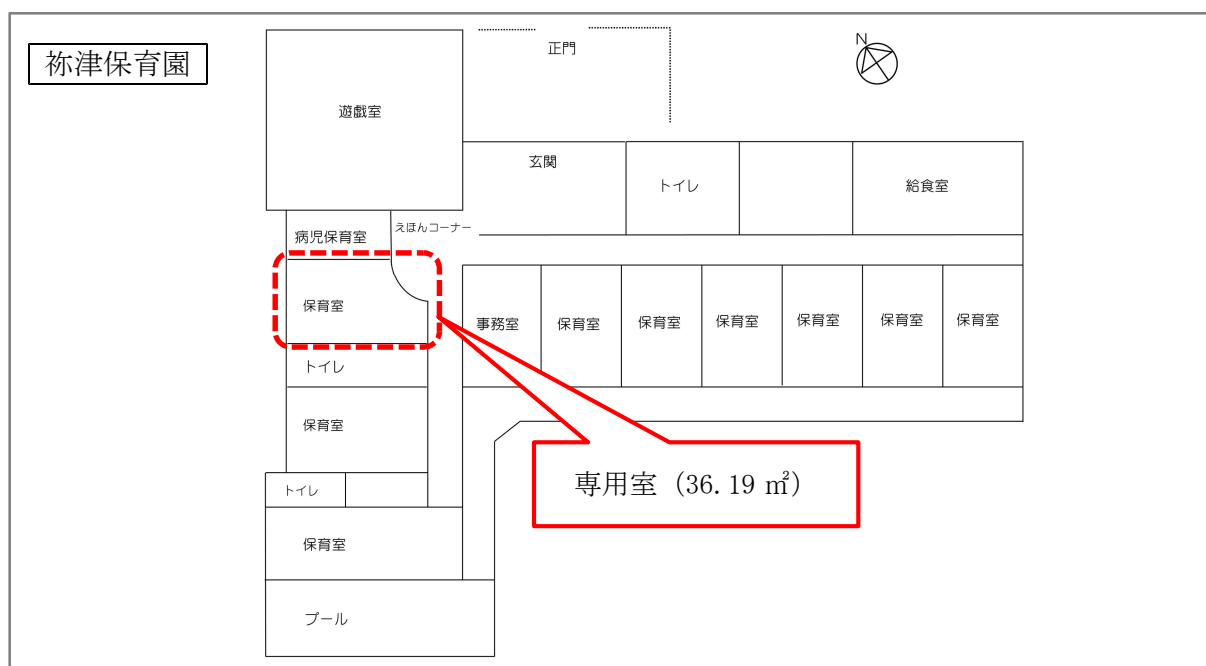 祢津保育園
正門
N
遊戯室
玄関
トイレ
給食室
病児保育室
えほんコーナー
保育室
事務室
保育室
保育室
保育室
保育室
保育室
保育室
トイレ
保育室
専用室（36.19 ㎡）
トイレ
保育室
プール